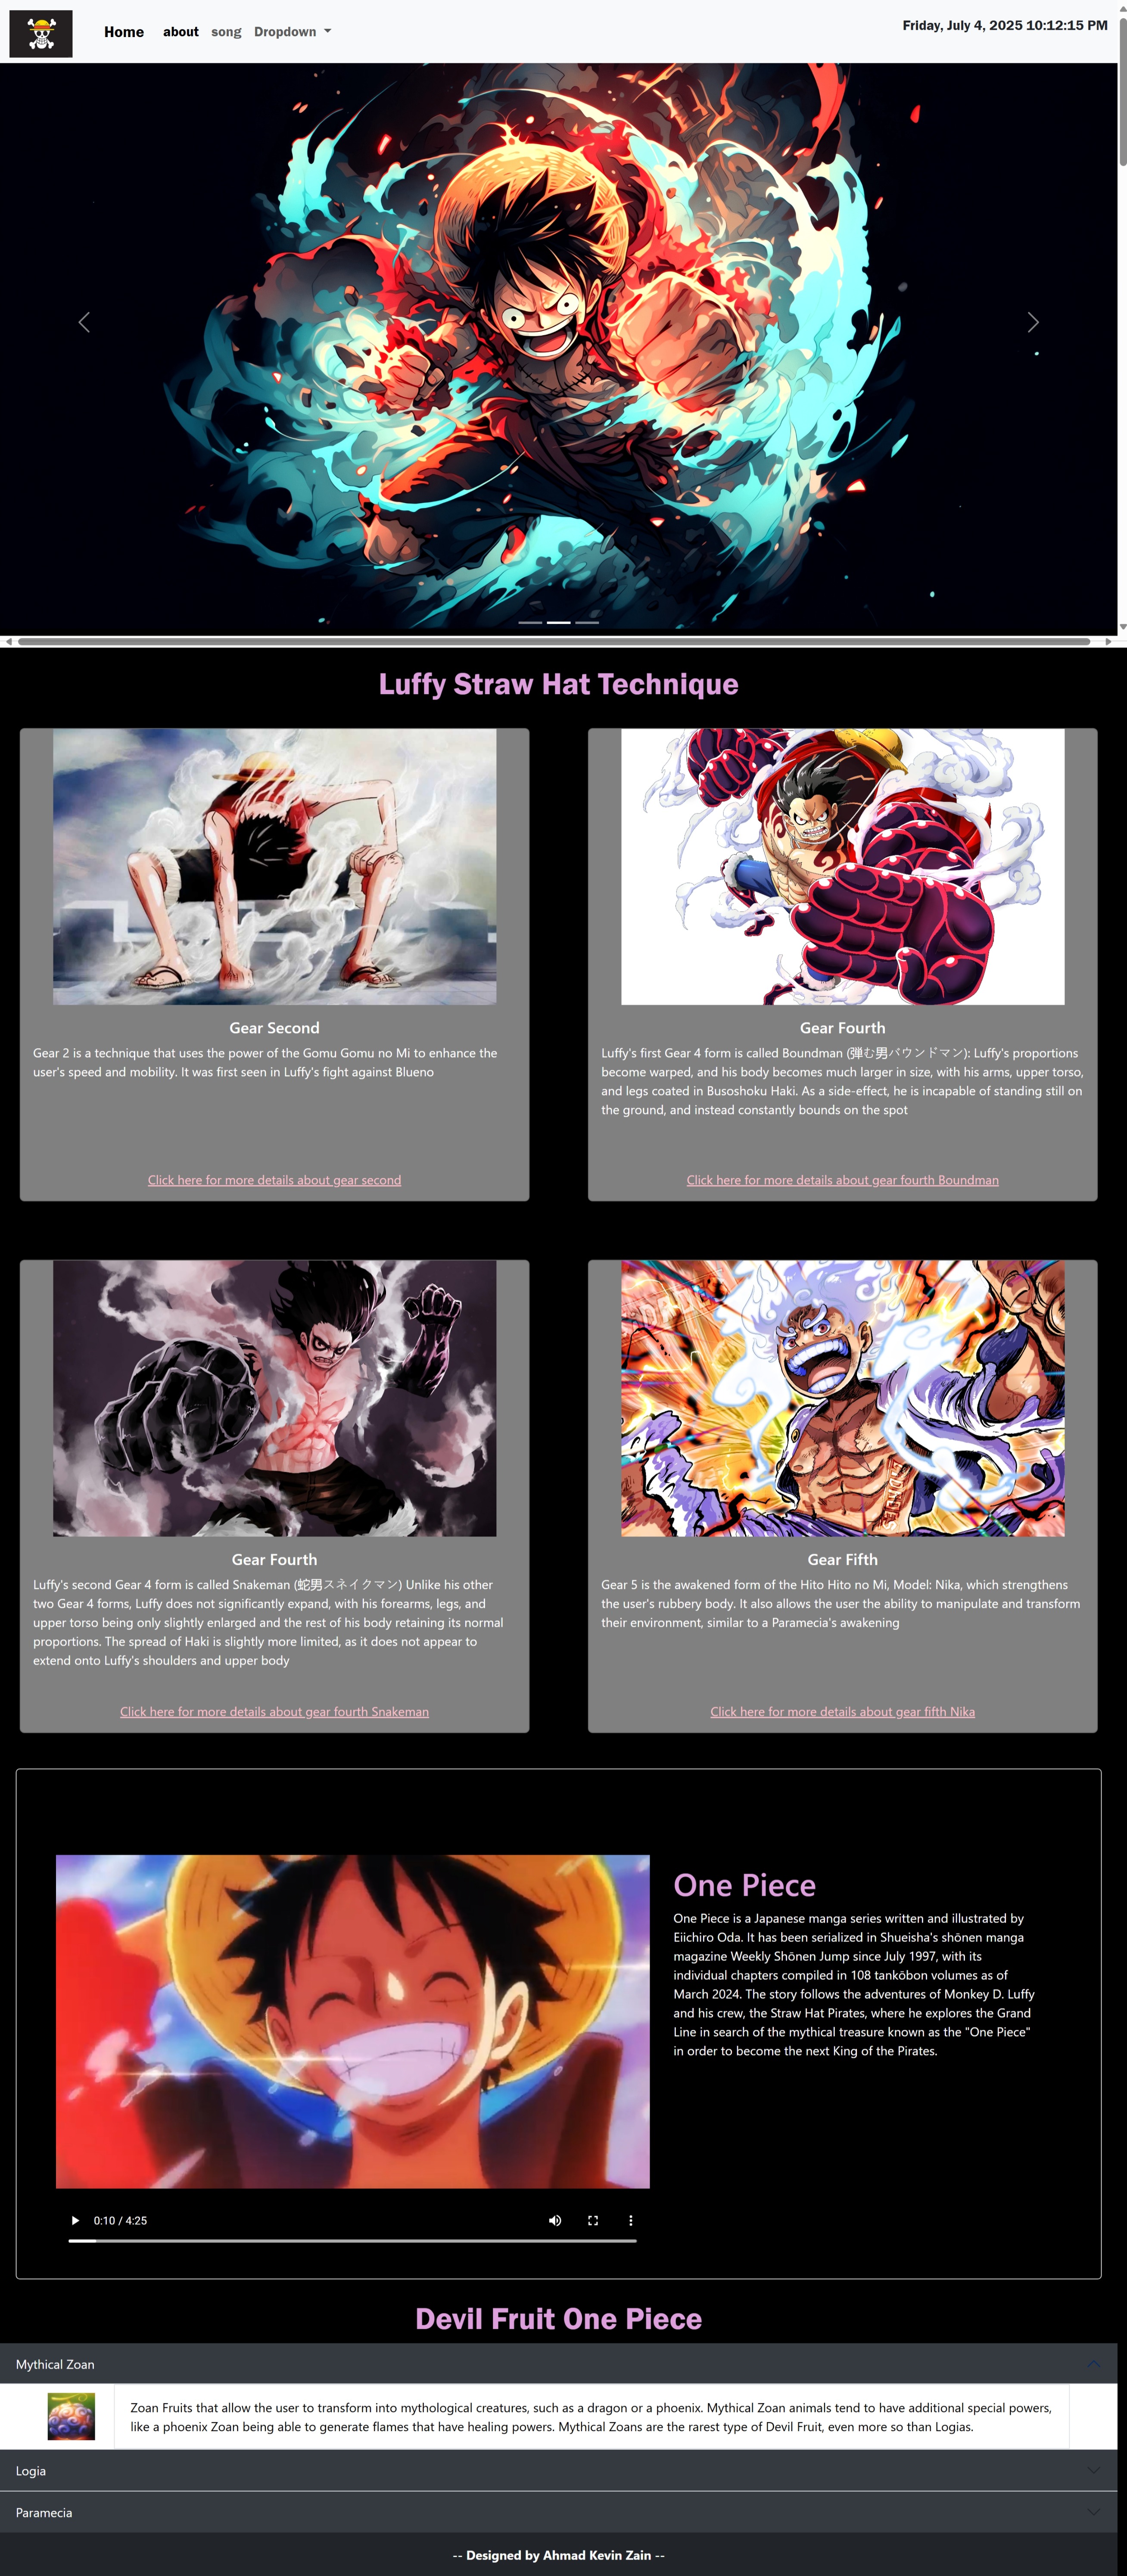 Home about song Dropdown
Friday, July 4, 2025 10:12:15 PM
Luffy Straw Hat Technique
Gear Second
Gear 2 is a technique that uses the power of the Gomu Gomu no Mi to enhance the
user's speed and mobility. It was first seen in Luffy's fight against Blueno
Click here for more details about gear second
Gear Fourth
Luffy's first Gear 4 form is called Boundman (弾む男バウンドマン): Luffy's proportions
become warped, and his body becomes much larger in size, with his arms, upper torso,
and legs coated in Busoshoku Haki. As a side-effect, he is incapable of standing still on
the ground, and instead constantly bounds on the spot
Click here for more details about gear fourth Boundman
Gear Fourth
Luffy's second Gear 4 form is called Snakeman (蛇男スネイクマン) Unlike his other
two Gear 4 forms, Luffy does not significantly expand, with his forearms, legs, and
upper torso being only slightly enlarged and the rest of his body retaining its normal
proportions. The spread of Haki is slightly more limited, as it does not appear to
extend onto Luffy's shoulders and upper body
Click here for more details about gear fourth Snakeman
Gear Fifth
Gear 5 is the awakened form of the Hito Hito no Mi, Model: Nika, which strengthens
the user's rubbery body. It also allows the user the ability to manipulate and transform
their environment, similar to a Paramecia's awakening
Click here for more details about gear fifth Nika
One Piece
One Piece is a Japanese manga series written and illustrated by
Eiichiro Oda. It has been serialized in Shueisha's shōnen manga
magazine Weekly Shōnen Jump since July 1997, with its
individual chapters compiled in 108 tankōbon volumes as of
March 2024. The story follows the adventures of Monkey D. Luffy
and his crew, the Straw Hat Pirates, where he explores the Grand
Line in search of the mythical treasure known as the "One Piece"
in order to become the next King of the Pirates.
0:10 / 4:25
Devil Fruit One Piece
Mythical Zoan
Zoan Fruits that allow the user to transform into mythological creatures, such as a dragon or a phoenix. Mythical Zoan animals tend to have additional special powers,
like a phoenix Zoan being able to generate flames that have healing powers. Mythical Zoans are the rarest type of Devil Fruit, even more so than Logias.
Logia
Paramecia
-- Designed by Ahmad Kevin Zain --